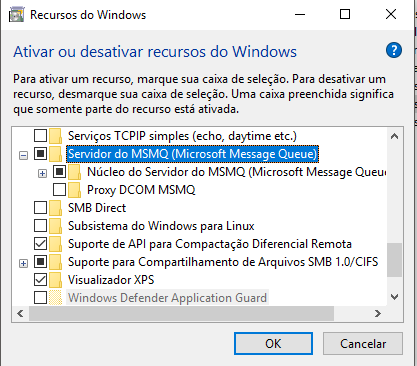 Recursos do Windows
Ativar ou desativar recursos do Windows
Para ativar um recurso, marque sua caixa de seleção. Para desativar um
recurso, desmarque sua caixa de seleção. Uma caixa preenchida significa
que somente parte do recurso está ativada.
Serviços TCPIP simples (echo, daytime etc.)
Servidor do MSMQ (Microsoft Message Queue)
Núcleo do Servidor do MSMQ (Microsoft Message Queue
Proxy DCOM MSMQ
SMB Direct
Subsistema do Windows para Linux
Suporte de API para Compactação Diferencial Remota
Suporte para Compartilhamento de Arquivos SMB 1.0/CIFS
Visualizador XPS
Windows Defender Application Guard
OK
Cancelar